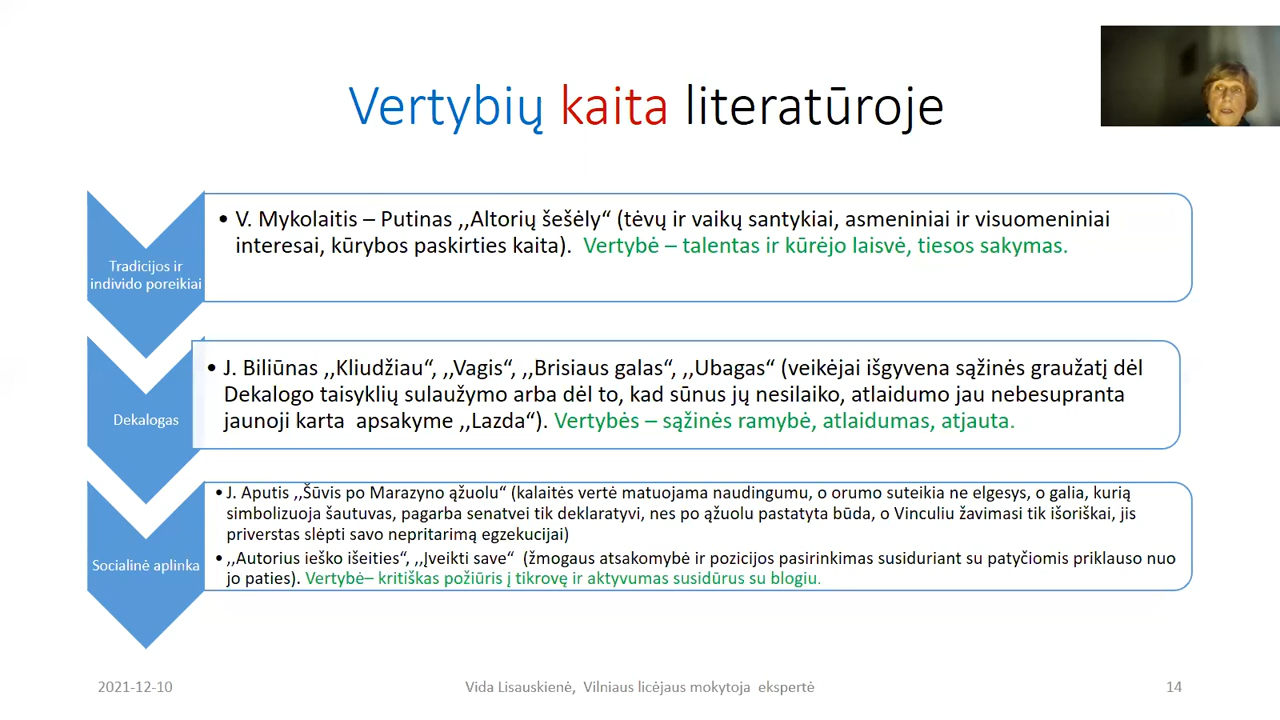 Vertybių kaita literatūroje
Tradicijos ir
individo poreikiai
• V. Mykolaitis – Putinas ,,Altorių šešėly“ (tėvų ir vaikų santykiai, asmeniniai ir visuomeniniai
interesai, kūrybos paskirties kaita). Vertybė – talentas ir kūrėjo laisvė, tiesos sakymas.
Dekalogas
• J. Biliūnas ,,Kliudžiau“, ,,Vagis“, ,,Brisiaus galas“, ,,Ubagas“ (veikėjai išgyvena sąžinės graužatį dėl
Dekalogo taisyklių sulaužymo arba dėl to, kad sūnus jų nesilaiko, atlaidumo jau nebesupranta
jaunoji karta apsakyme ,,Lazda“). Vertybės – sąžinės ramybė, atlaidumas, atjauta.
Socialinė aplinka
• J. Aputis ,,Šūvis po Marazyno ąžuolu“ (kalaitės vertė matuojama naudingumu, o orumo suteikia ne elgesys, o galia, kurią
simbolizuoja šautuvas, pagarba senatvei tik deklaratyvi, nes po ąžuolu pastatyta būda, o Vinculiu žavimasi tik išoriškai, jis
priverstas slėpti savo nepritarimą egzekucijai)
• ,,Autorius ieško išeities“, ,,Įveikti save“ (žmogaus atsakomybė ir pozicijos pasirinkimas susiduriant su patyčiomis priklauso nuo
jo paties). Vertybė– kritiškas požiūris į tikrovę ir aktyvumas susidūrus su blogiu.
2021-12-10
Vida Lisauskienė, Vilniaus licėjaus mokytoja ekspertė
14